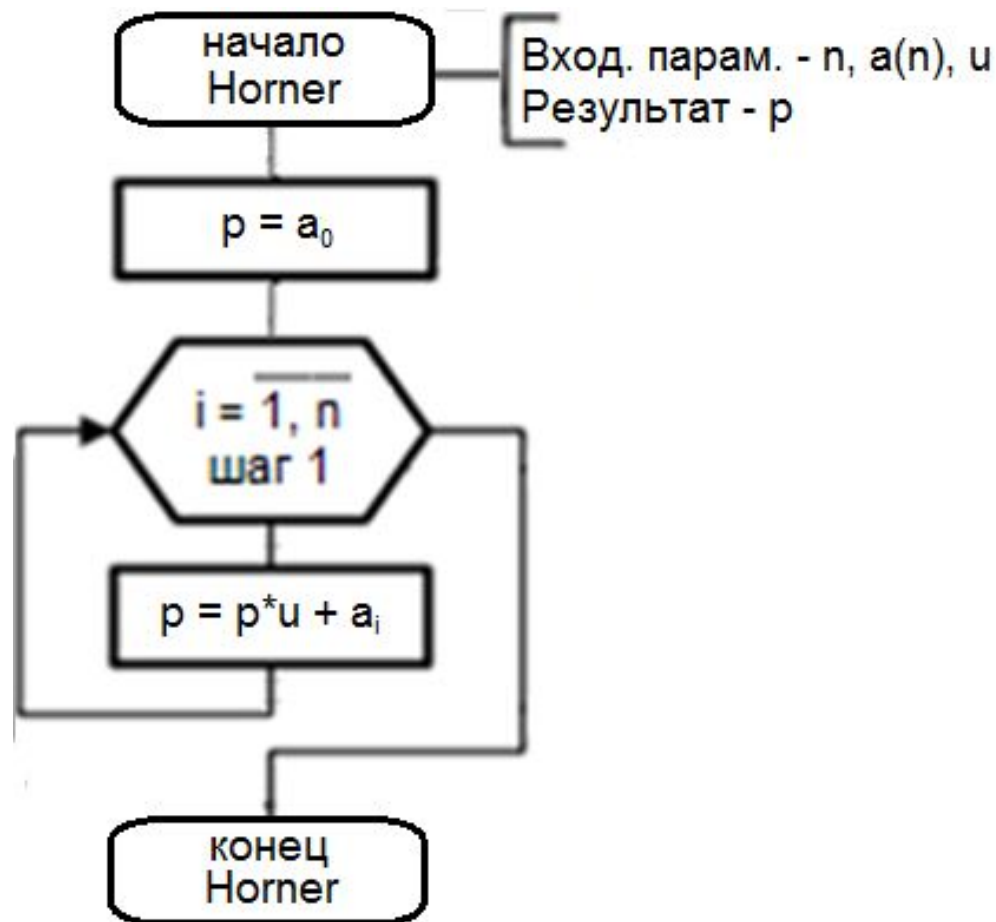 начало
Horner
Вход. парам. - n, a(n), u
Результат - p
p = a₀
i = 1, n
шаг 1
p = p*u + aᵢ
конец
Horner